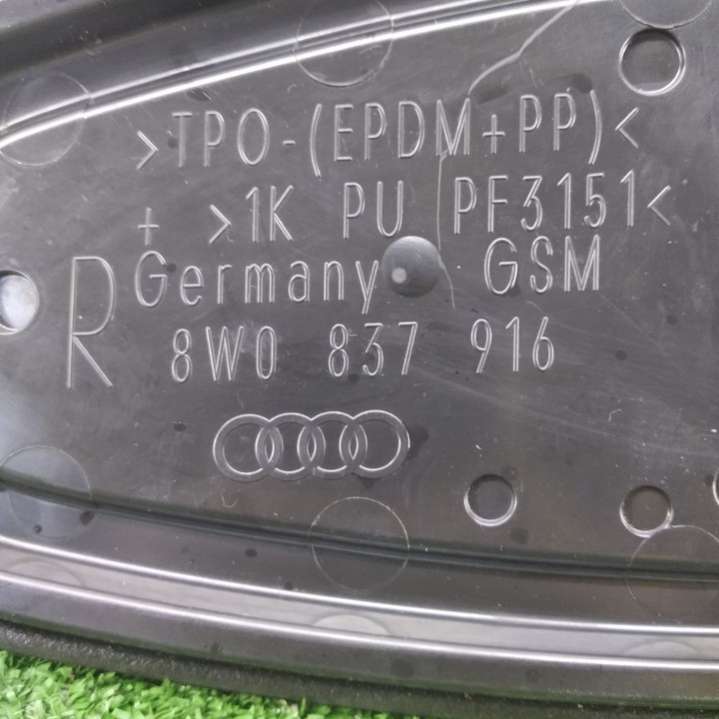 >TPO-(EPDM+PP)<
+ >1K PU PF3151<
R Germany GSM
8W0 837 916